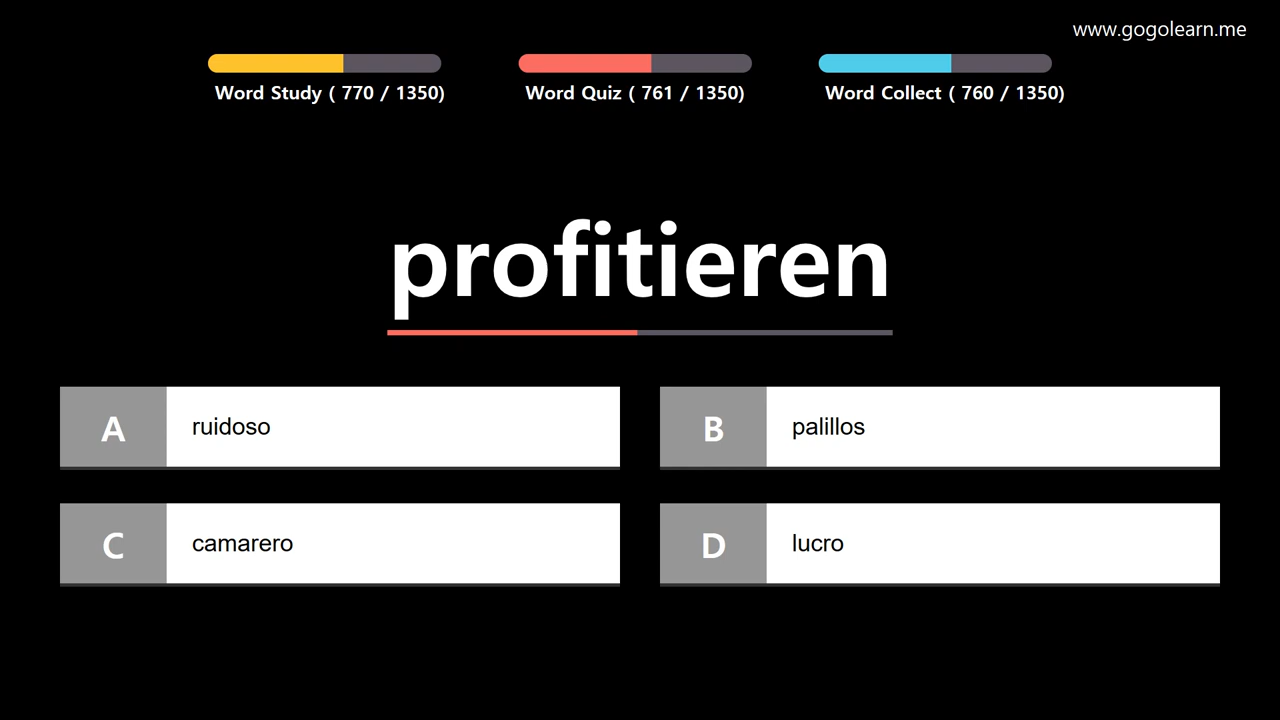 www.gogolearn.me
Word Study ( 770 / 1350)
Word Quiz ( 761 / 1350)
Word Collect ( 760 / 1350)
profitieren
A ruidoso
B palillos
C camarero
D lucro